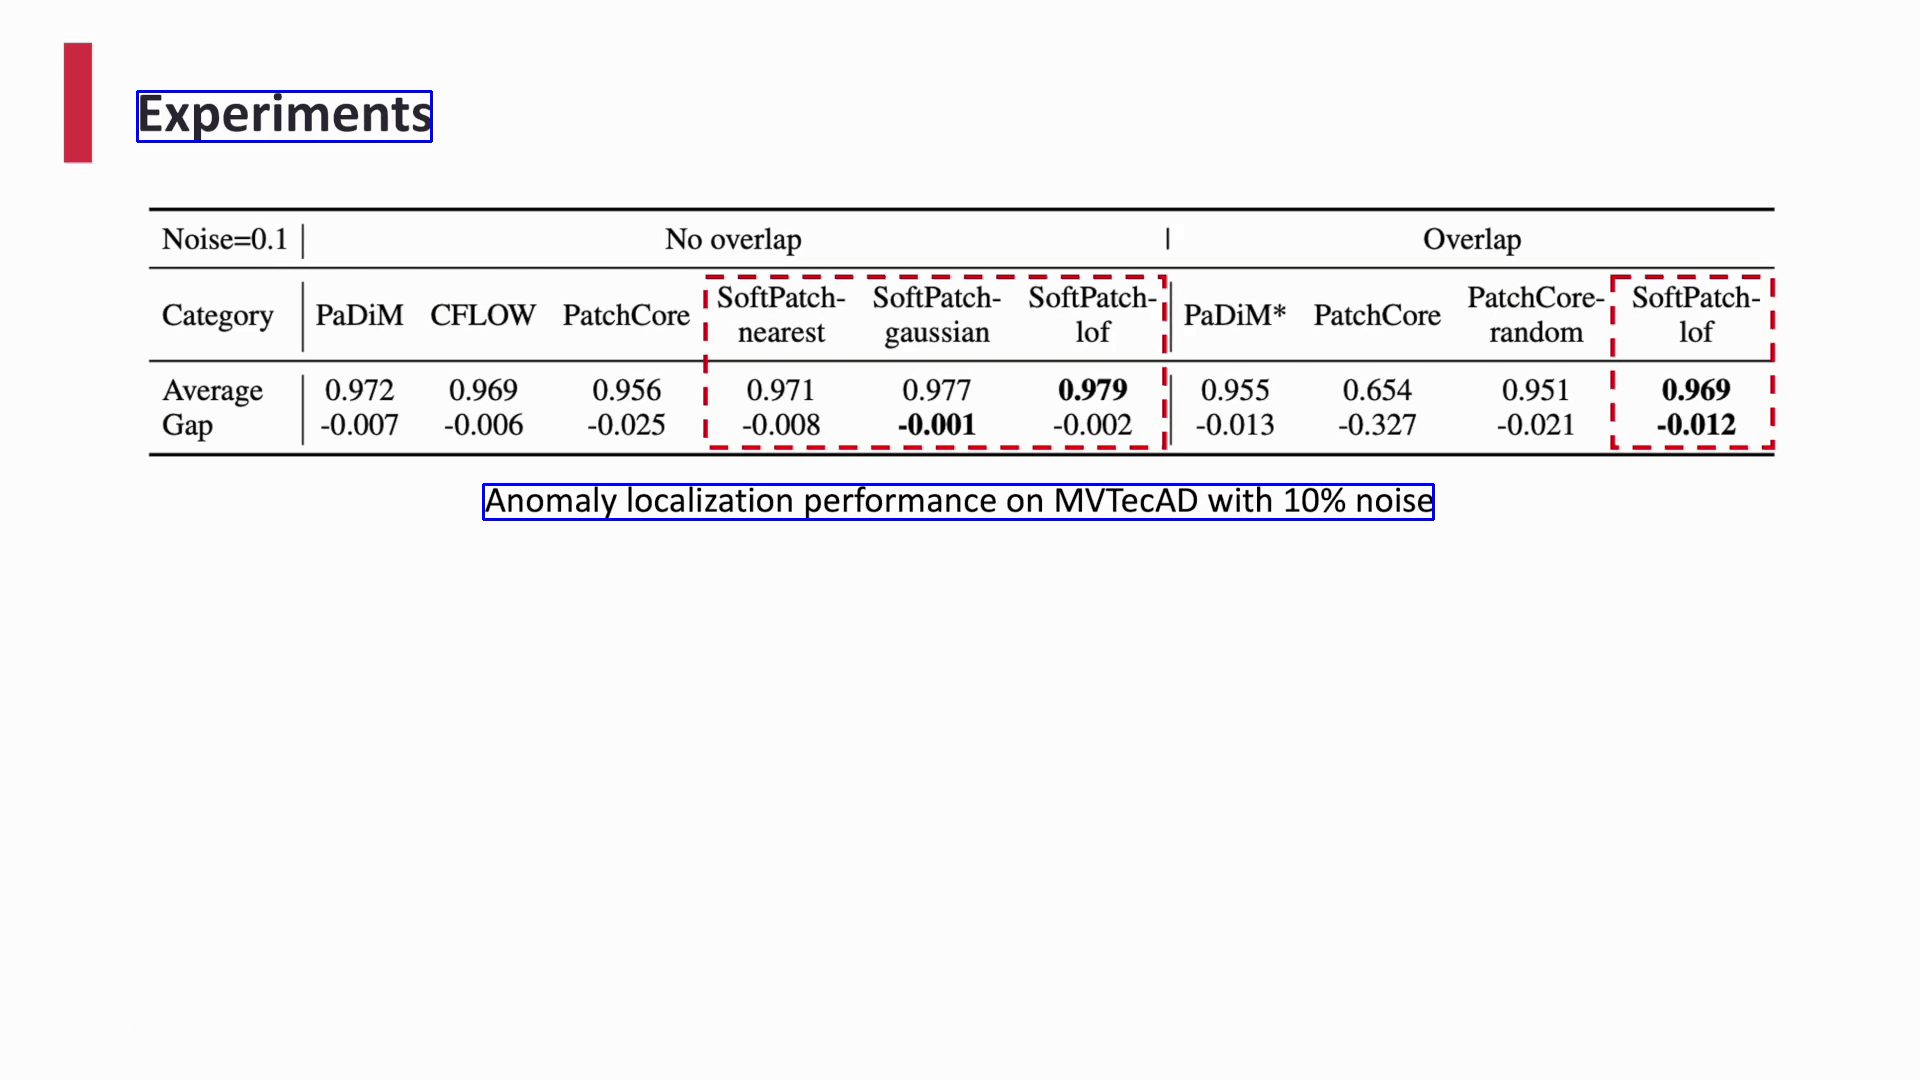 Experiments
Noise=0.1 No overlap Overlap
Category PaDiM CFLOW PatchCore SoftPatch-nearest SoftPatch-gaussian SoftPatch-lof PaDiM* PatchCore PatchCore-random SoftPatch-lof
Average 0.972 0.969 0.956 0.971 0.977 0.979 0.955 0.654 0.951 0.969
Gap -0.007 -0.006 -0.025 -0.008 -0.001 -0.002 -0.013 -0.327 -0.021 -0.012
Anomaly localization performance on MVTecAD with 10% noise